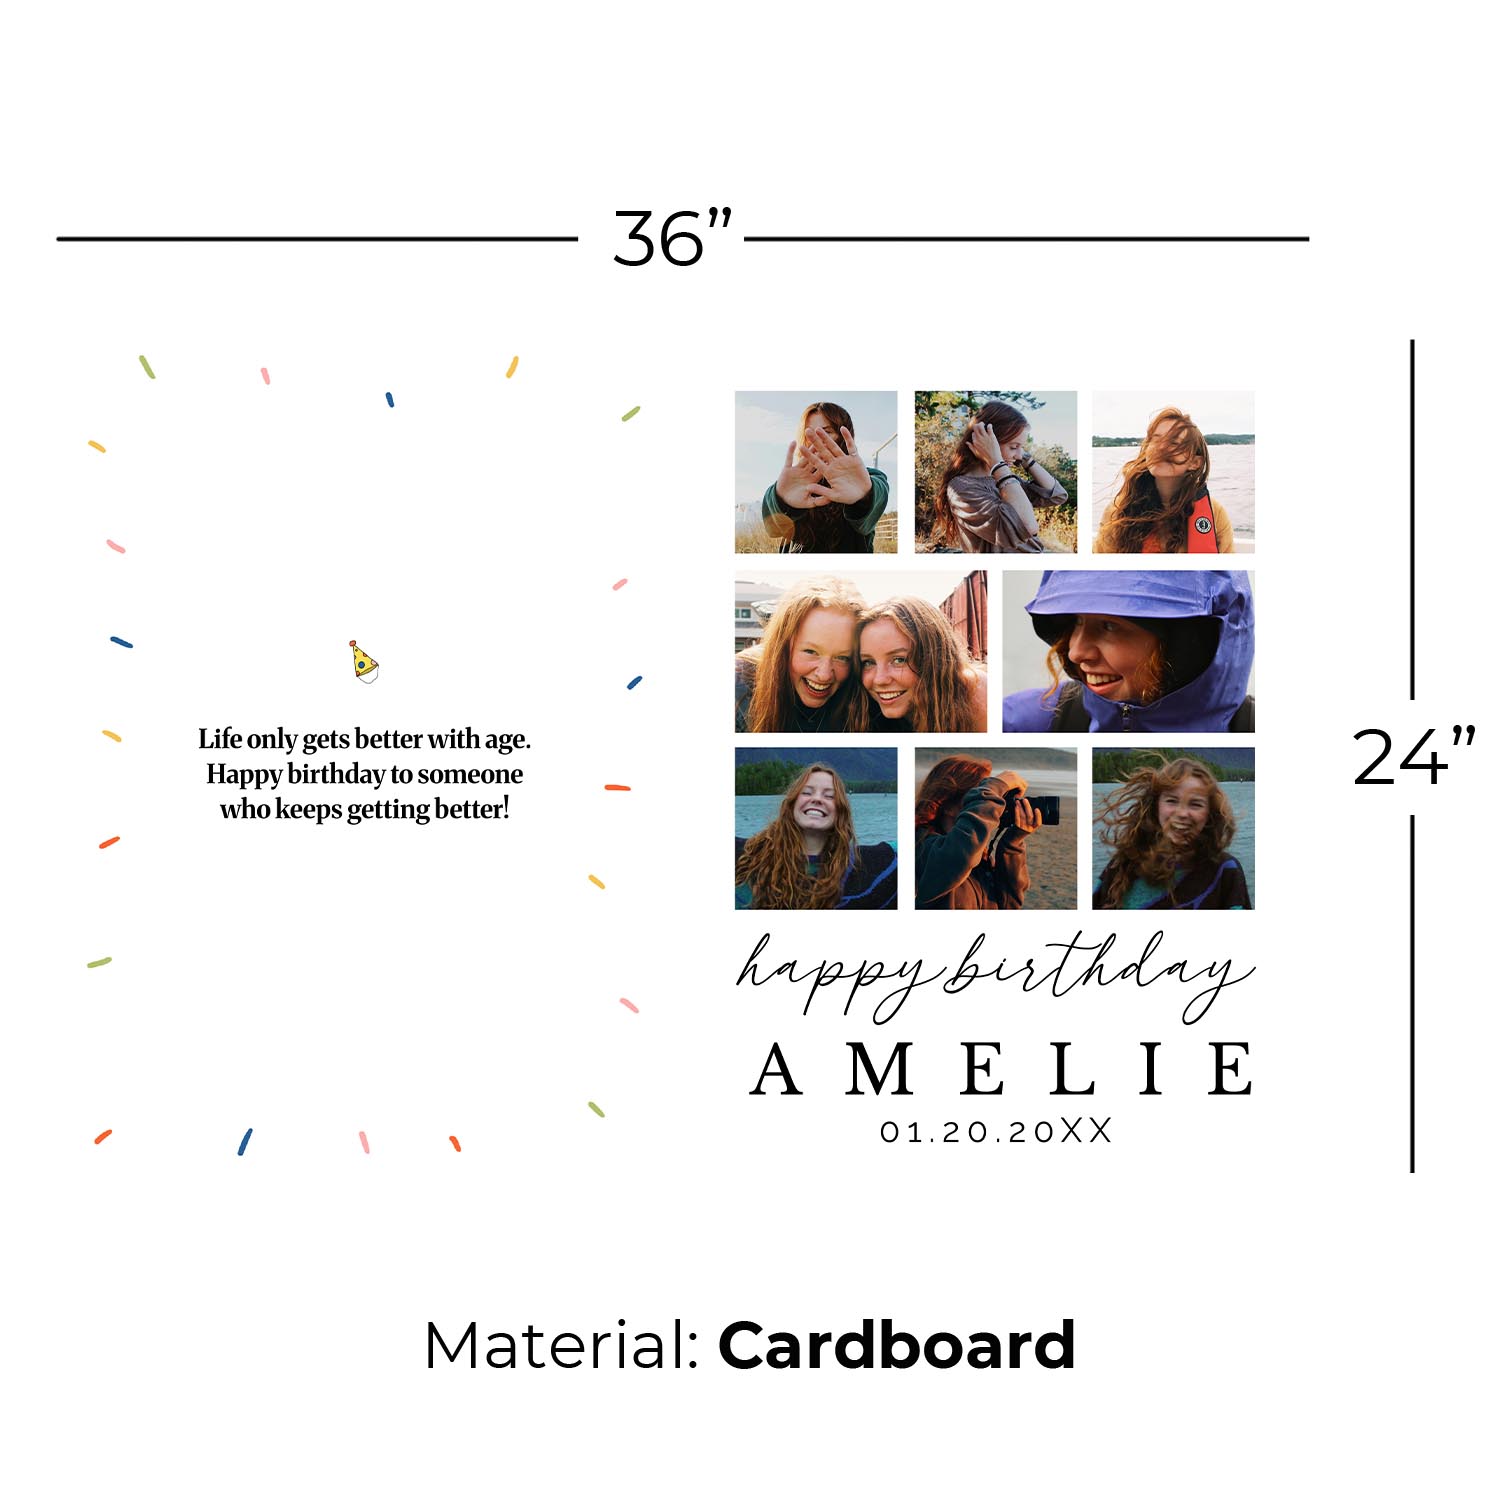 36”
Life only gets better with age.
Happy birthday to someone
who keeps getting better!
happy birthday
AMELIE
01.20.20XX
24”
Material: Cardboard